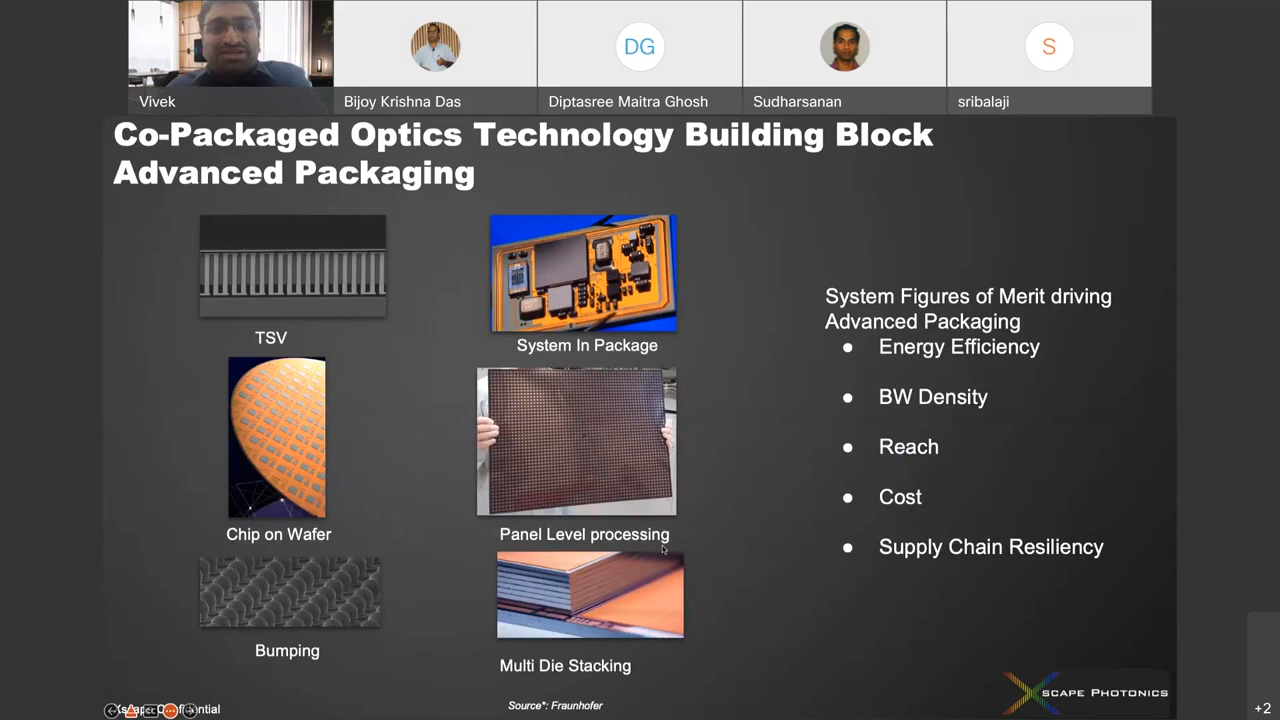 Vivek
Bijoy Krishna Das
DG
Diptasree Maitra Ghosh
Sudharsanan
S
sribalaji
Co-Packaged Optics Technology Building Block
Advanced Packaging
TSV
System In Package
Chip on Wafer
Panel Level processing
Bumping
Multi Die Stacking
System Figures of Merit driving
Advanced Packaging
● Energy Efficiency
● BW Density
● Reach
● Cost
● Supply Chain Resiliency
Source*: Fraunhofer
SCAPE PHOTONICS
+2